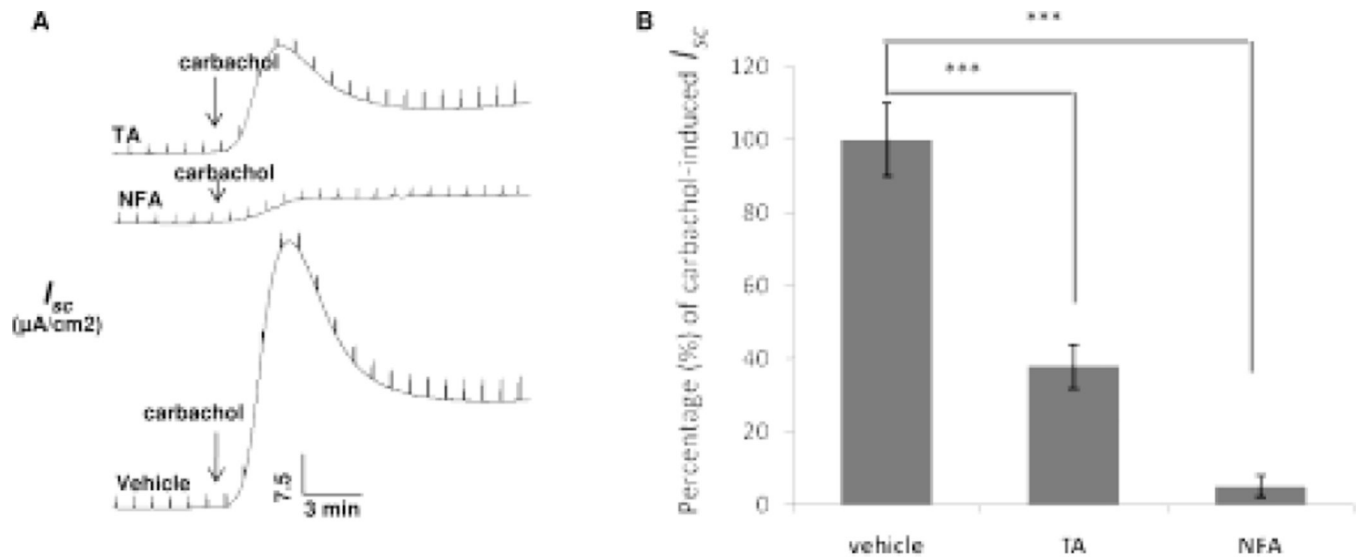 A
carbachol
TA
carbachol
NFA
Isc
(µA/cm2)
carbachol
Vehicle
7.5
3 min
B
***
***
Percentage (%) of carbachol-induced Isc
120
100
80
60
40
20
0
vehicle
TA
NFA